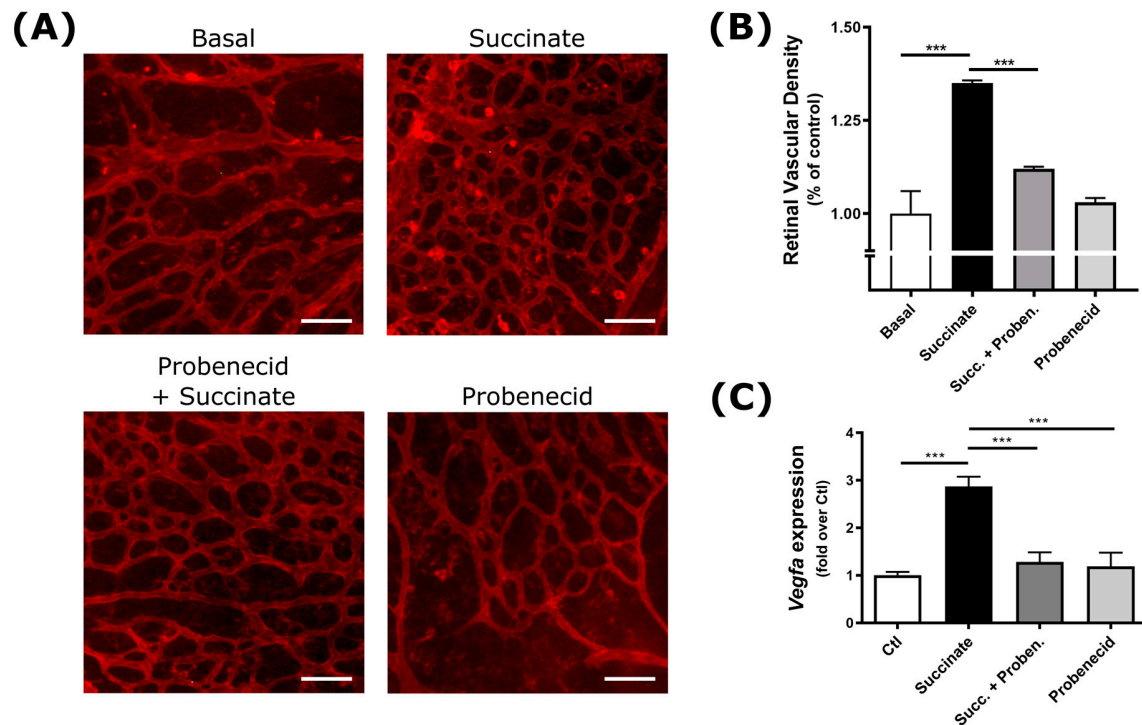 (A)
Basal
Succinate
Probenecid
+ Succinate
Probenecid
(B)
Retinal Vascular Density
(% of control)
1.50
1.25
1.00
***
***
Basal
Succinate
Succ. + Proben.
Probenecid
(C)
Vegfa expression
(fold over Ctl)
4
3
2
1
0
***
***
***
Ctl
Succinate
Succ. + Proben.
Probenecid